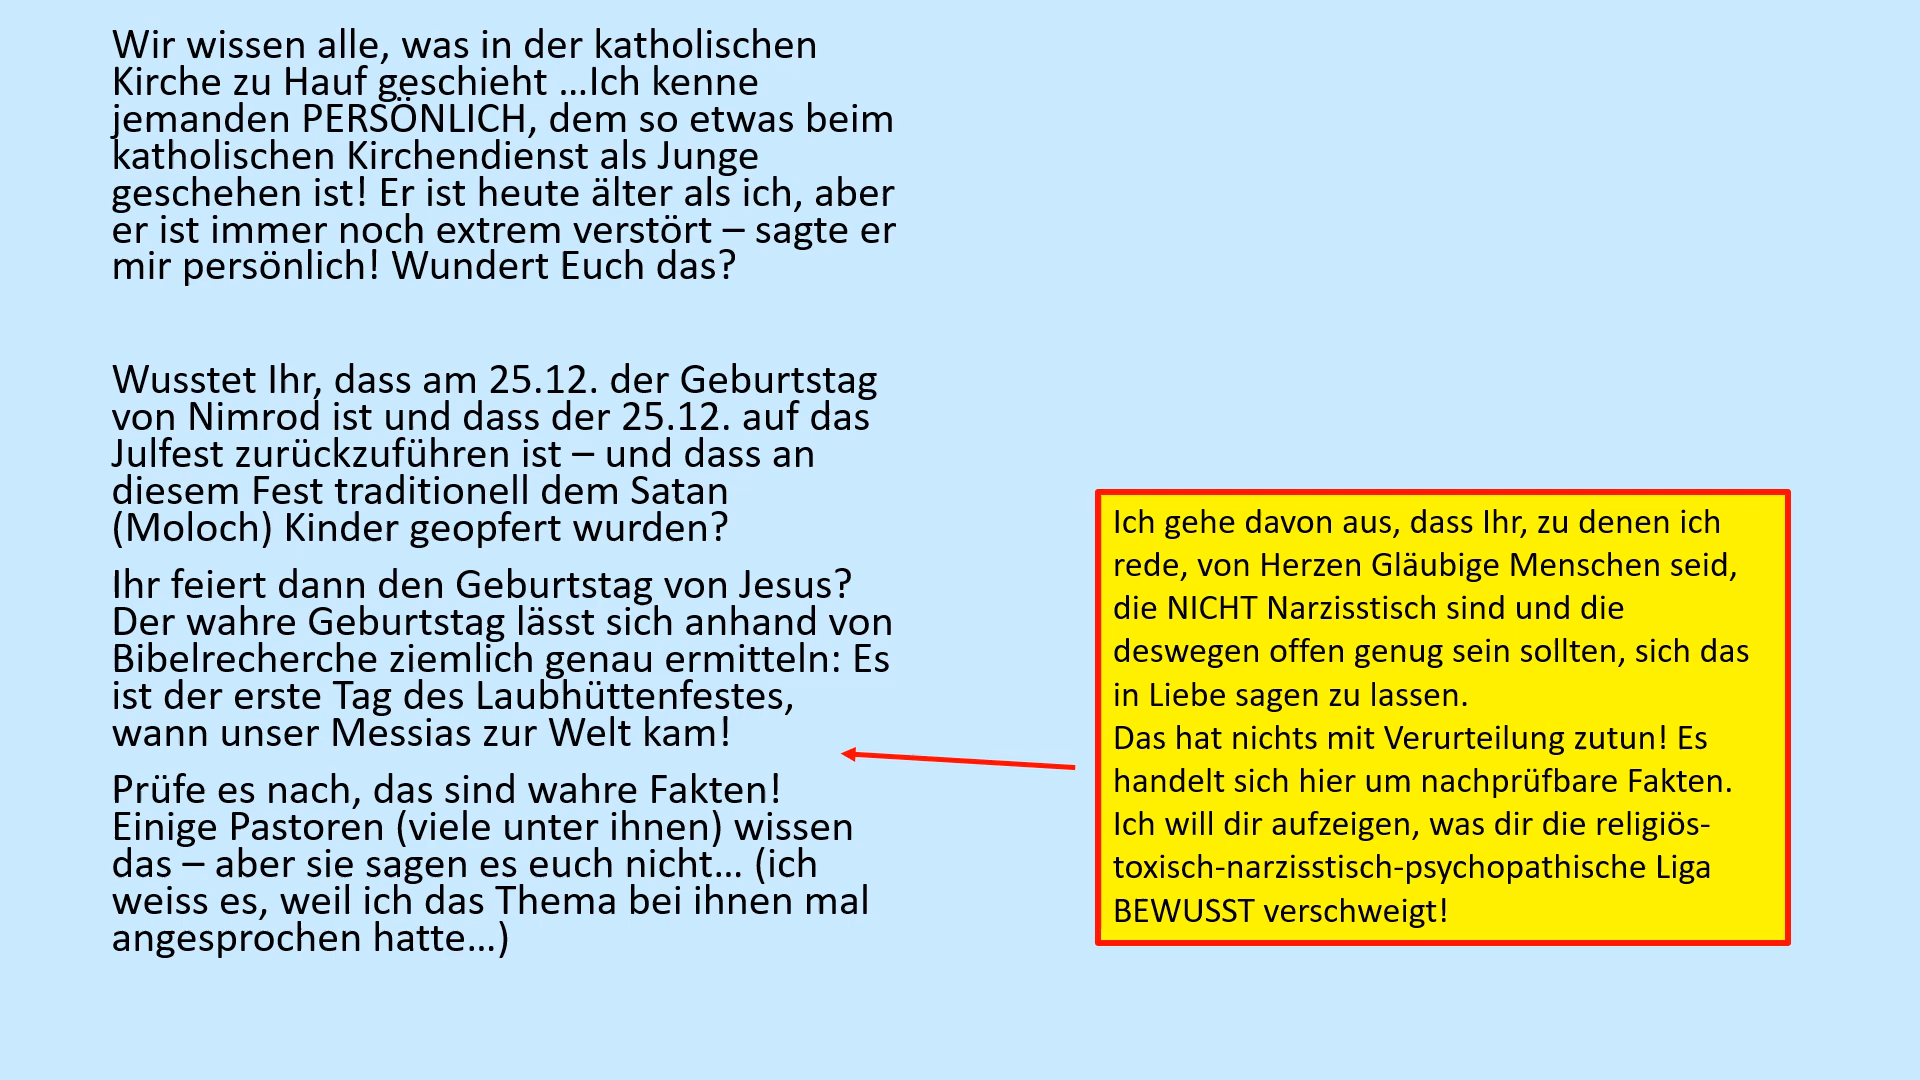 Wir wissen alle, was in der katholischen
Kirche zu Hauf geschieht …Ich kenne
jemanden PERSÖNLICH, dem so etwas beim
katholischen Kirchendienst als Junge
geschehen ist! Er ist heute älter als ich, aber
er ist immer noch extrem verstört – sagte er
mir persönlich! Wundert Euch das?
Wusstet Ihr, dass am 25.12. der Geburtstag
von Nimrod ist und dass der 25.12. auf das
Julfest zurückzuführen ist – und dass an
diesem Fest traditionell dem Satan
(Moloch) Kinder geopfert wurden?
Ihr feiert dann den Geburtstag von Jesus?
Der wahre Geburtstag lässt sich anhand von
Bibelrecherche ziemlich genau ermitteln: Es
ist der erste Tag des Laubhüttenfestes,
wann unser Messias zur Welt kam!
Prüfe es nach, das sind wahre Fakten!
Einige Pastoren (viele unter ihnen) wissen
das – aber sie sagen es euch nicht… (ich
weiss es, weil ich das Thema bei ihnen mal
angesprochen hatte…)
Ich gehe davon aus, dass Ihr, zu denen ich
rede, von Herzen Gläubige Menschen seid,
die NICHT Narzisstisch sind und die
deswegen offen genug sein sollten, sich das
in Liebe sagen zu lassen.
Das hat nichts mit Verurteilung zutun! Es
handelt sich hier um nachprüfbare Fakten.
Ich will dir aufzeigen, was dir die religiös-
toxisch-narzisstisch-psychopathische Liga
BEWUSST verschweigt!